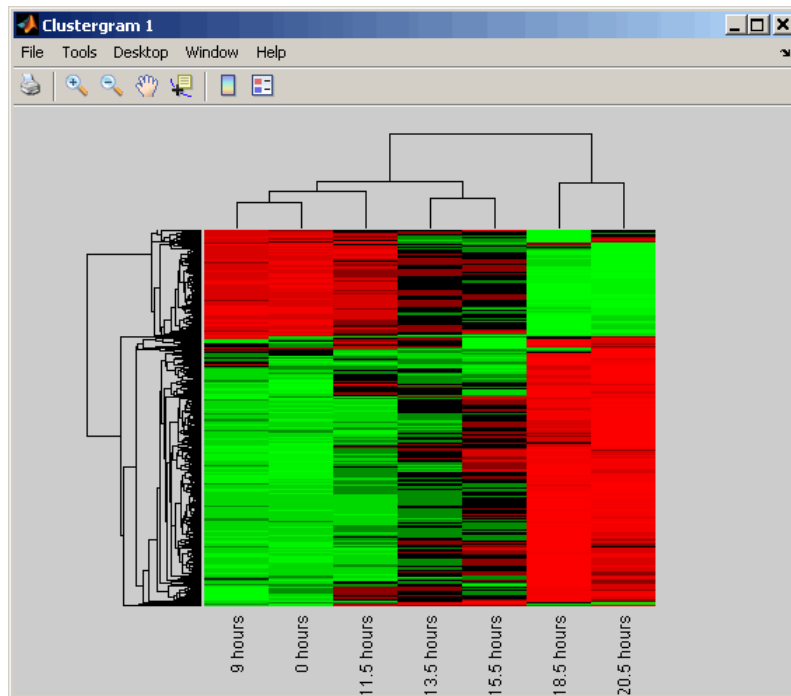 Clustergram 1
File Tools Desktop Window Help
9 hours
0 hours
11.5 hours
13.5 hours
15.5 hours
18.5 hours
20.5 hours